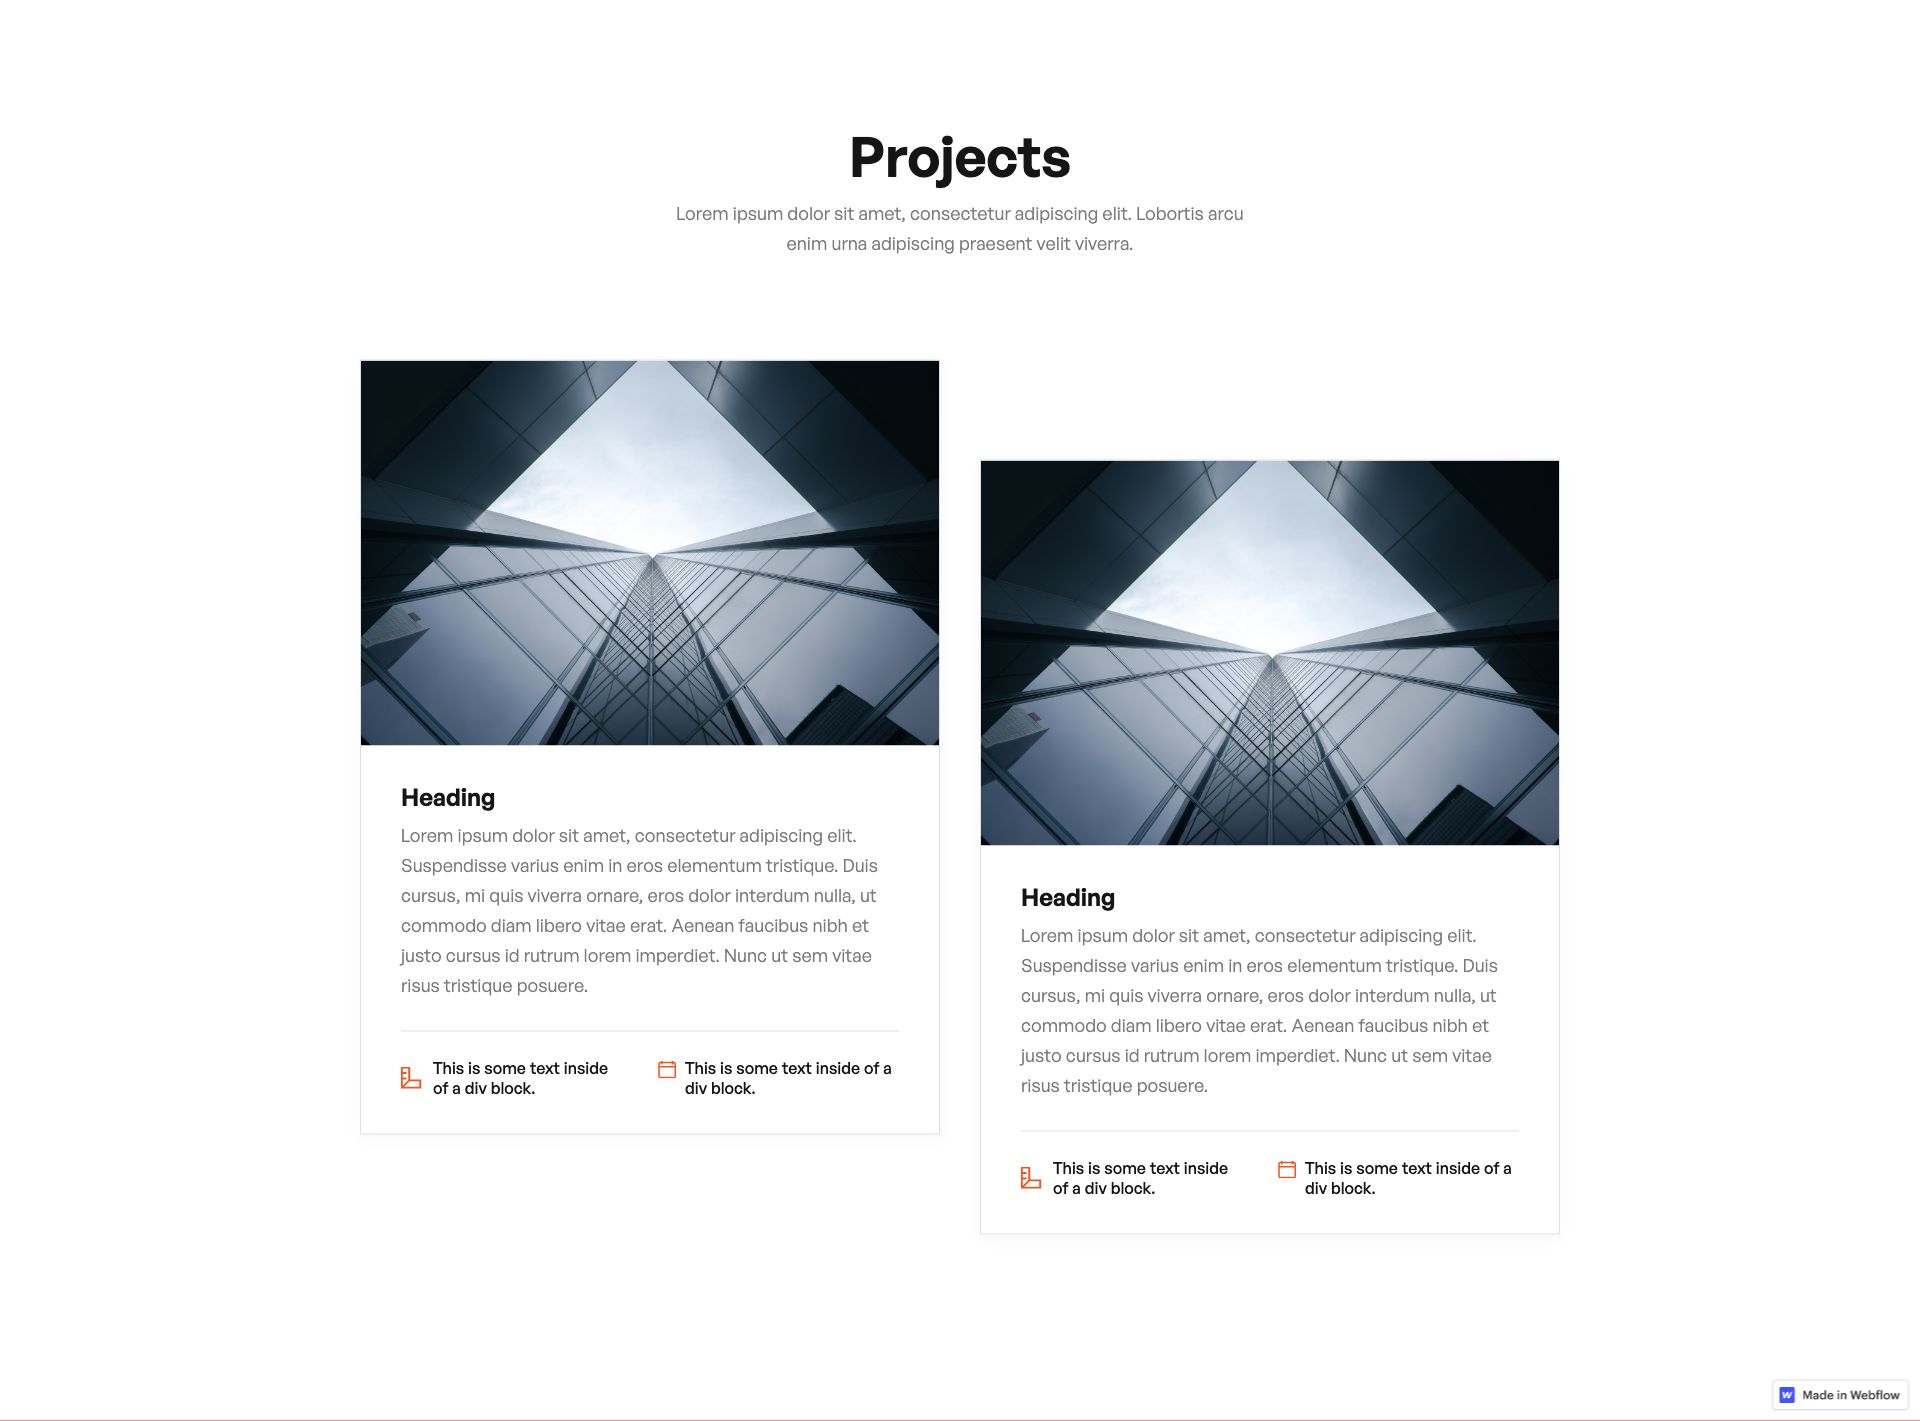 Projects
Lorem ipsum dolor sit amet, consectetur adipiscing elit. Lobortis arcu
enim urna adipiscing praesent velit viverra.
Heading
Lorem ipsum dolor sit amet, consectetur adipiscing elit.
Suspendisse varius enim in eros elementum tristique. Duis
cursus, mi quis viverra ornare, eros dolor interdum nulla, ut
commodo diam libero vitae erat. Aenean faucibus nibh et
justo cursus id rutrum lorem imperdiet. Nunc ut sem vitae
risus tristique posuere.
This is some text inside
of a div block.
This is some text inside of a
div block.
Heading
Lorem ipsum dolor sit amet, consectetur adipiscing elit.
Suspendisse varius enim in eros elementum tristique. Duis
cursus, mi quis viverra ornare, eros dolor interdum nulla, ut
commodo diam libero vitae erat. Aenean faucibus nibh et
justo cursus id rutrum lorem imperdiet. Nunc ut sem vitae
risus tristique posuere.
This is some text inside
of a div block.
This is some text inside of a
div block.
Made in Webflow